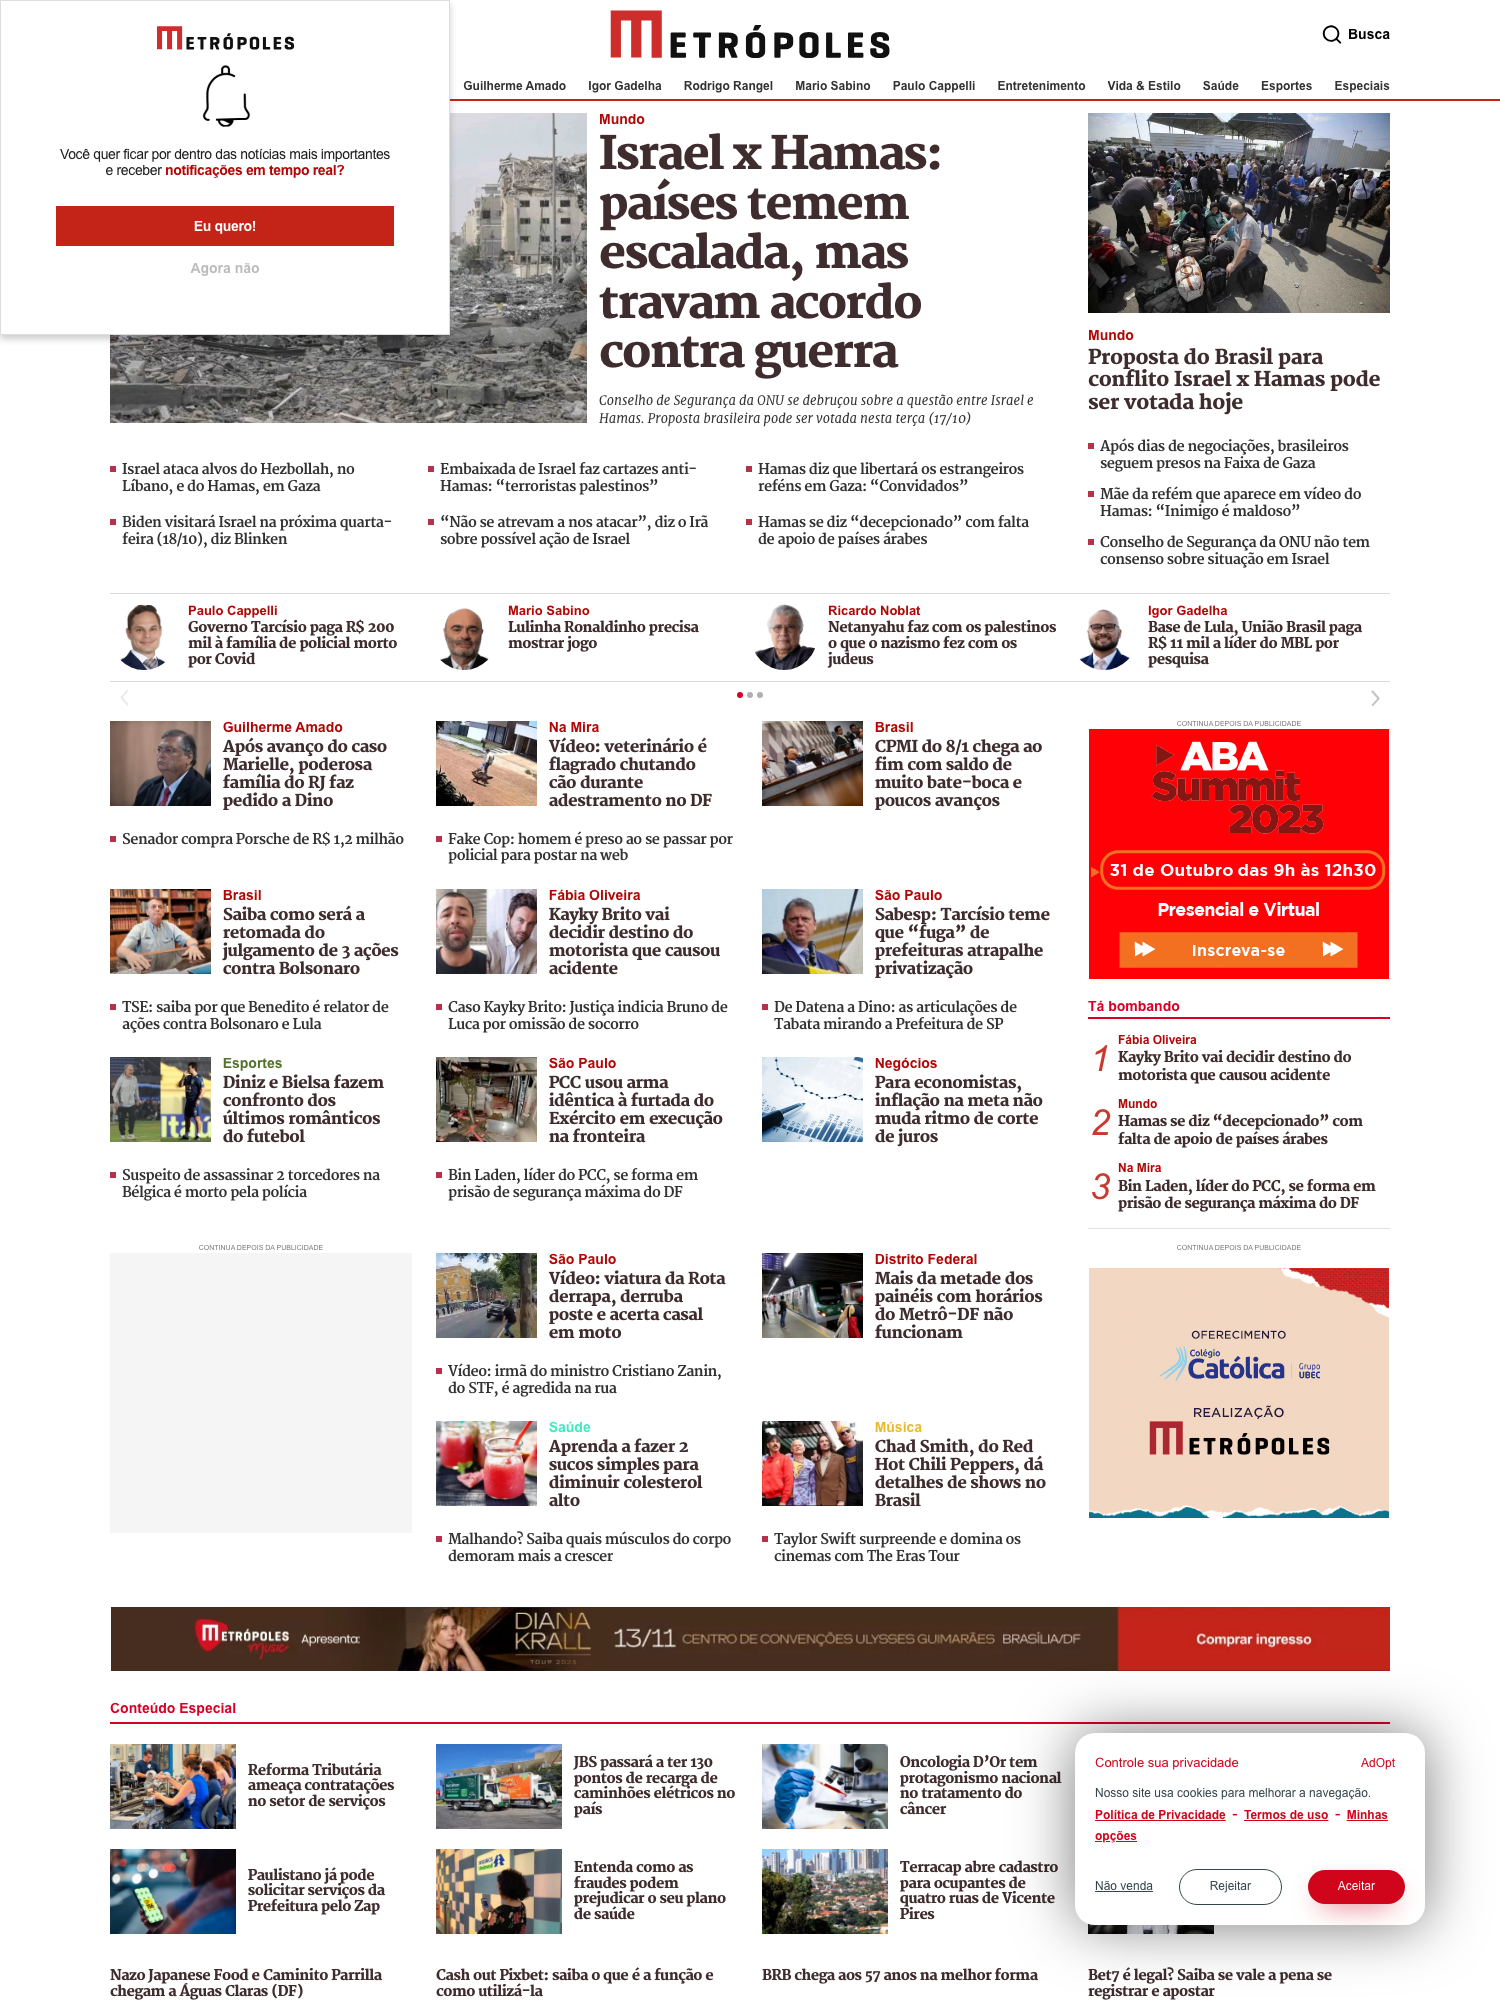 METRÓPOLES
Você quer ficar por dentro das notícias mais importantes
e receber notificações em tempo real?
Eu quero!
Agora não
METRÓPOLES
Busca
Guilherme Amado
Igor Gadelha
Rodrigo Rangel
Mario Sabino
Paulo Cappelli
Entretenimento
Vida & Estilo
Saúde
Esportes
Especiais
Mundo
Israel x Hamas:
países temem
escalada, mas
travam acordo
contra guerra
Conselho de Segurança da ONU se debruçou sobre a questão entre Israel e
Hamas. Proposta brasileira pode ser votada nesta terça (17/10)
Mundo
Proposta do Brasil para
conflito Israel x Hamas pode
ser votada hoje
Após dias de negociações, brasileiros
seguem presos na Faixa de Gaza
Mãe da refém que aparece em vídeo do
Hamas: “Inimigo é maldoso”
Conselho de Segurança da ONU não tem
consenso sobre situação em Israel
Israel ataca alvos do Hezbollah, no
Líbano, e do Hamas, em Gaza
Embaixada de Israel faz cartazes anti-
Hamas: “terroristas palestinos”
Hamas diz que libertará os estrangeiros
reféns em Gaza: “Convidados”
Biden visitará Israel na próxima quarta-
feira (18/10), diz Blinken
“Não se atrevam a nos atacar”, diz o Irã
sobre possível ação de Israel
Hamas se diz “decepcionado” com falta
de apoio de países árabes
Paulo Cappelli
Governo Tarcísio paga R$ 200
mil à família de policial morto
por Covid
Mario Sabino
Lulinha Ronaldinho precisa
mostrar jogo
Ricardo Noblat
Netanyahu faz com os palestinos
o que o nazismo fez com os
judeus
Igor Gadelha
Base de Lula, União Brasil paga
R$ 11 mil a líder do MBL por
pesquisa
Guilherme Amado
Após avanço do caso
Marielle, poderosa
família do RJ faz
pedido a Dino
Senador compra Porsche de R$ 1,2 milhão
Na Mira
Vídeo: veterinário é
flagrado chutando
cão durante
adestramento no DF
Fake Cop: homem é preso ao se passar por
policial para postar na web
Brasil
CPMI do 8/1 chega ao
fim com saldo de
muito bate-boca e
poucos avanços
CONTINUA DEPOIS DA PUBLICIDADE
ABA
Summit
2023
31 de Outubro das 9h às 12h30
Presencial e Virtual
Inscreva-se
Brasil
Saiba como será a
retomada do
julgamento de 3 ações
contra Bolsonaro
TSE: saiba por que Benedito é relator de
ações contra Bolsonaro e Lula
Fábia Oliveira
Kayky Brito vai
decidir destino do
motorista que causou
acidente
Caso Kayky Brito: Justiça indicia Bruno de
Luca por omissão de socorro
São Paulo
Sabesp: Tarcísio teme
que “fuga” de
prefeituras atrapalhe
privatização
De Datena a Dino: as articulações de
Tabata mirando a Prefeitura de SP
Tá bombando
1
Fábia Oliveira
Kayky Brito vai decidir destino do
motorista que causou acidente
2
Mundo
Hamas se diz “decepcionado” com
falta de apoio de países árabes
3
Na Mira
Bin Laden, líder do PCC, se forma em
prisão de segurança máxima do DF
Esportes
Diniz e Bielsa fazem
confronto dos
últimos românticos
do futebol
Suspeito de assassinar 2 torcedores na
Bélgica é morto pela polícia
Itaú
São Paulo
PCC usou arma
idêntica à furtada do
Exército em execução
na fronteira
Bin Laden, líder do PCC, se forma em
prisão de segurança máxima do DF
Negócios
Para economistas,
inflação na meta não
muda ritmo de corte
de juros
CONTINUA DEPOIS DA PUBLICIDADE
São Paulo
Vídeo: viatura da Rota
derrapa, derruba
poste e acerta casal
em moto
Vídeo: irmã do ministro Cristiano Zanin,
do STF, é agredida na rua
Distrito Federal
Mais da metade dos
painéis com horários
do Metrô-DF não
funcionam
CONTINUA DEPOIS DA PUBLICIDADE
OFERECIMENTO
Colégio
Católica
Grupo
UBEC
REALIZAÇÃO
METRÓPOLES
Saúde
Aprenda a fazer 2
sucos simples para
diminuir colesterol
alto
Malhando? Saiba quais músculos do corpo
demoram mais a crescer
Música
Chad Smith, do Red
Hot Chili Peppers, dá
detalhes de shows no
Brasil
Taylor Swift surpreende e domina os
cinemas com The Eras Tour
METRÓPOLES
Music
Apresenta:
DIANA
KRALL
TOUR 2023
13/11 CENTRO DE CONVENÇÕES ULYSSES GUIMARÃES BRASÍLIA/DF
Comprar ingresso
Conteúdo Especial
Reforma Tributária
ameaça contratações
no setor de serviços
JBS passará a ter 130
pontos de recarga de
caminhões elétricos no
país
Oncologia D’Or tem
protagonismo nacional
no tratamento do
câncer
Paulistano já pode
solicitar serviços da
Prefeitura pelo Zap
Entenda como as
fraudes podem
prejudicar o seu plano
de saúde
Terracap abre cadastro
para ocupantes de
quatro ruas de Vicente
Pires
Controle sua privacidade
AdOpt
Nosso site usa cookies para melhorar a navegação.
Política de Privacidade - Termos de uso - Minhas
opções
Não venda
Rejeitar
Aceitar
Nazo Japanese Food e Caminito Parrilla
chegam a Águas Claras (DF)
Cash out Pixbet: saiba o que é a função e
como utilizá-la
BRB chega aos 57 anos na melhor forma
Bet7 é legal? Saiba se vale a pena se
registrar e apostar